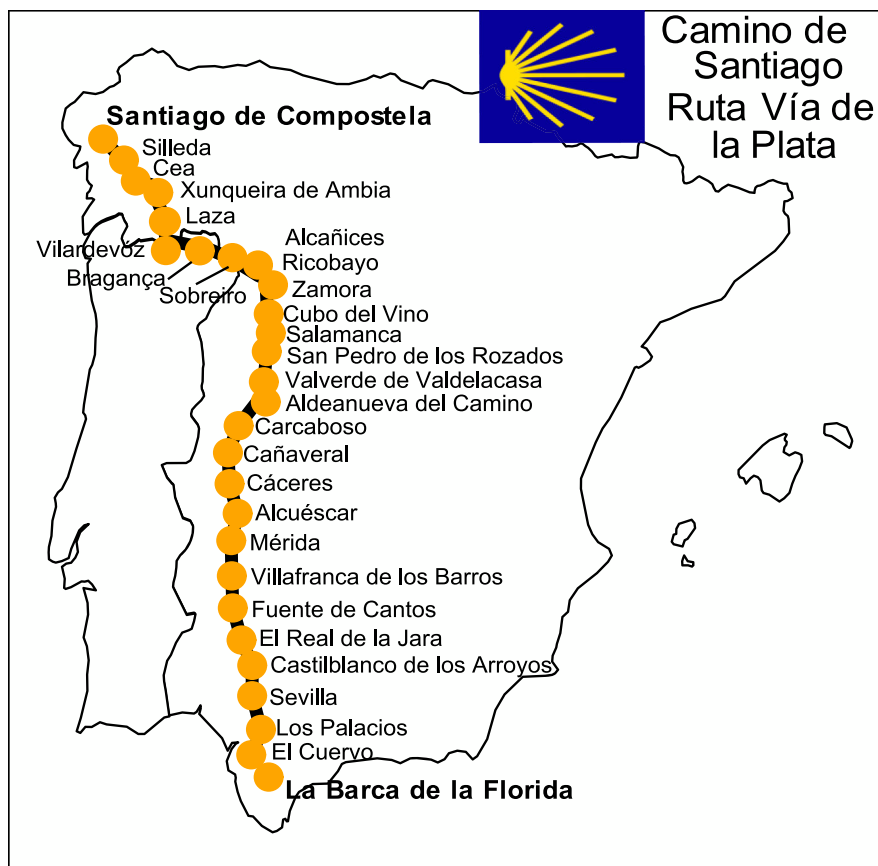 Camino de
Santiago
Ruta Vía de
la Plata
Santiago de Compostela
Silleda
Cea
Xunqueira de Ambia
Laza
Vilardevóz
Alcañices
Bragança
Ricobayo
Sobreiro
Zamora
Cubo del Vino
Salamanca
San Pedro de los Rozados
Valverde de Valdelacasa
Aldeanueva del Camino
Carcaboso
Cañaveral
Cáceres
Alcuéscar
Mérida
Villafranca de los Barros
Fuente de Cantos
El Real de la Jara
Castilblanco de los Arroyos
Sevilla
Los Palacios
El Cuervo
La Barca de la Florida